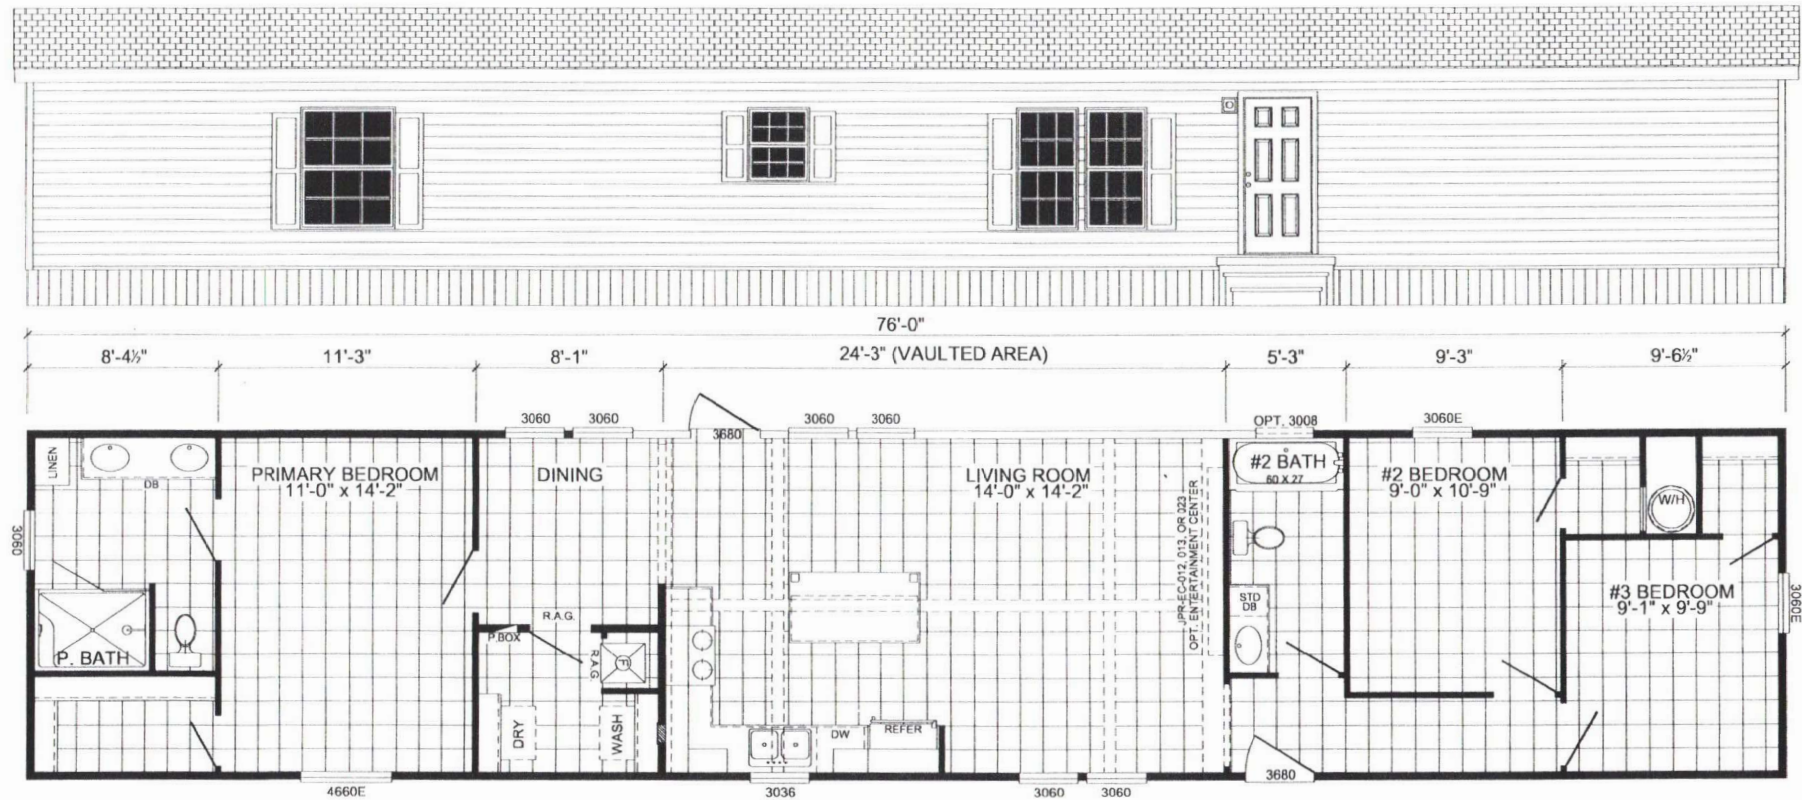 76'-0"
8'-4½"
11'-3"
8'-1"
24'-3" (VAULTED AREA)
5'-3"
9'-3"
9'-6½"
3060
3060
3680
3060
3060
OPT. 3008
3060E
LINEN
DB
PRIMARY BEDROOM
11'-0" x 14'-2"
DINING
LIVING ROOM
14'-0" x 14'-2"
#2 BATH
60 X 27
#2 BEDROOM
9'-0" x 10'-9"
W/H
3060
JPR-EC-012, 013, OR 023
OPT. ENTERTAINMENT CENTER
#3 BEDROOM
9'-1" x 9'-9"
3060E
STD
DB
R.A.G.
P.BOX
R.A.G.
F
P. BATH
DRY
WASH
DW
REFER
3680
4660E
3036
3060
3060